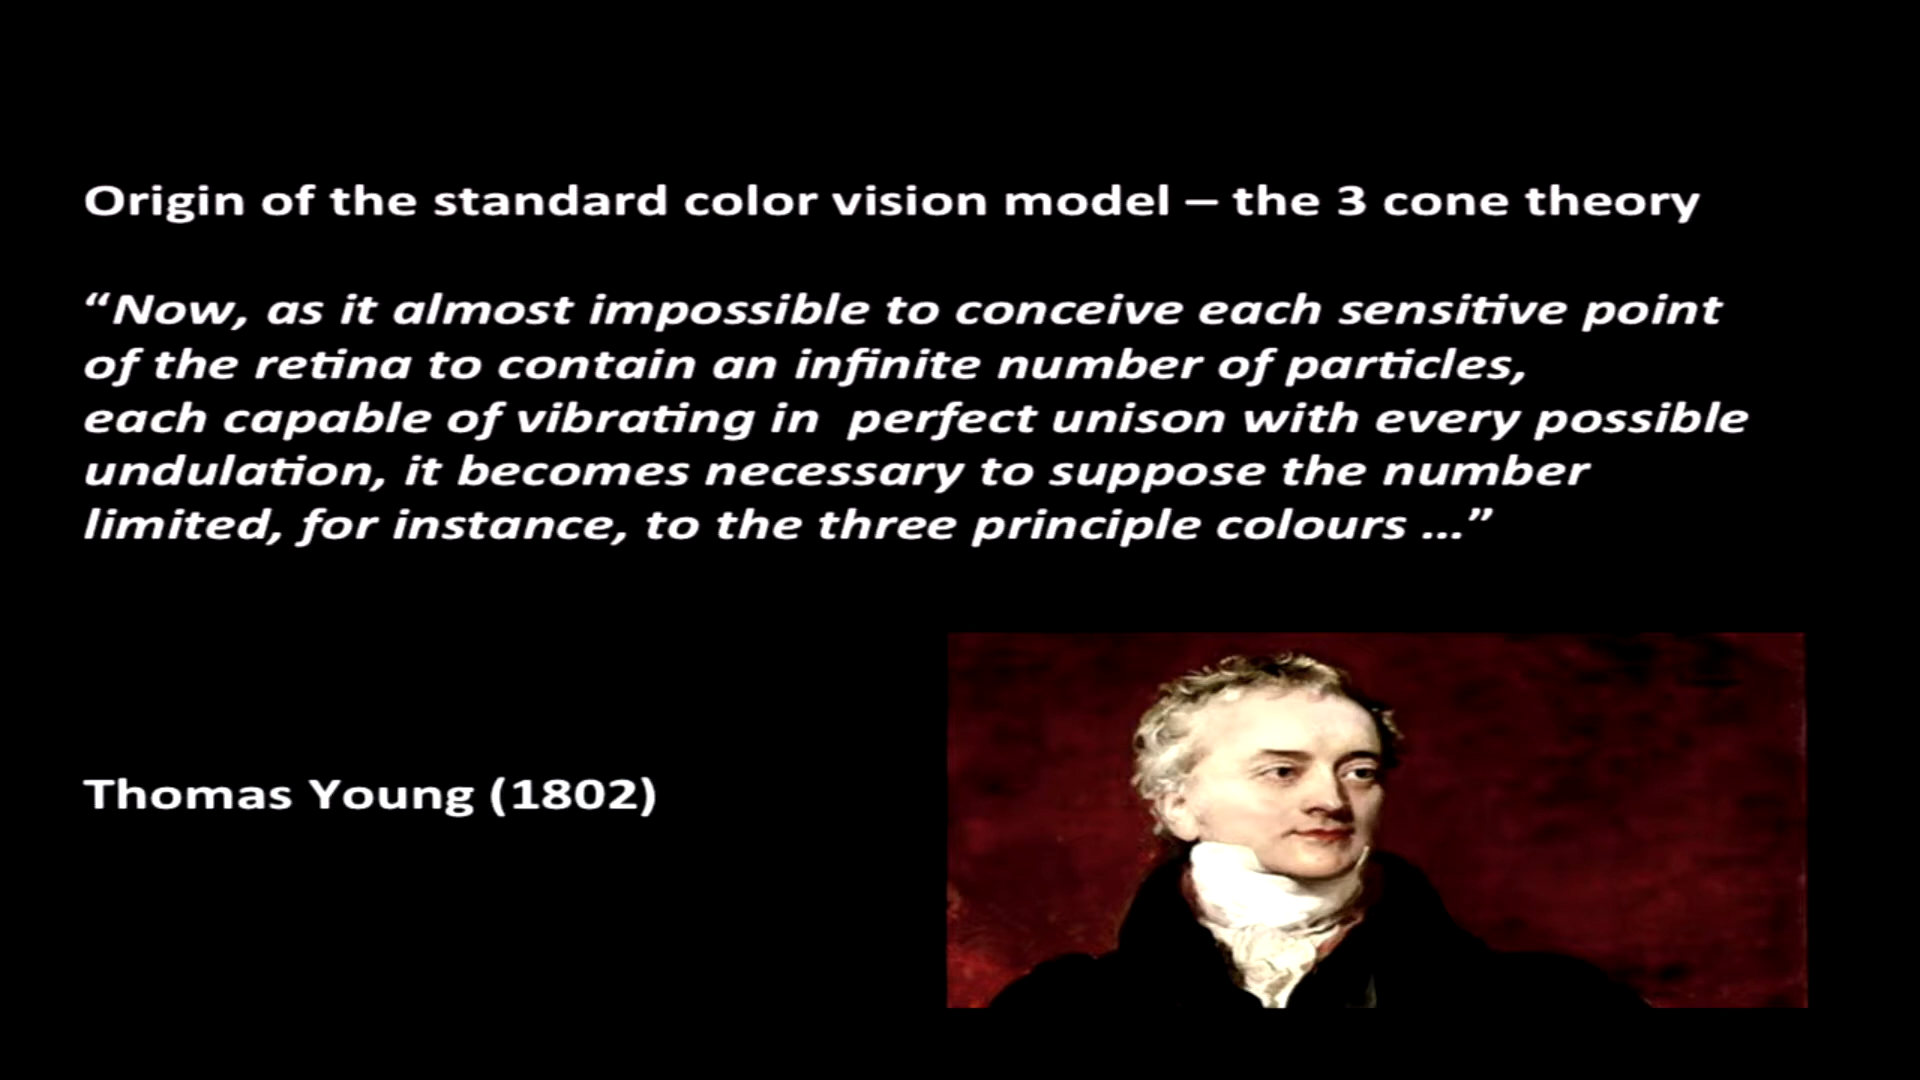 Origin of the standard color vision model – the 3 cone theory
“Now, as it almost impossible to conceive each sensitive point
of the retina to contain an infinite number of particles,
each capable of vibrating in  perfect unison with every possible
undulation, it becomes necessary to suppose the number
limited, for instance, to the three principle colours …”
Thomas Young (1802)